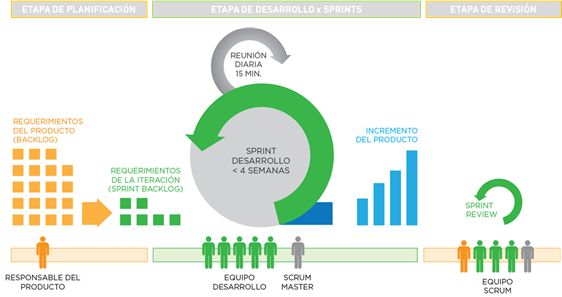 ETAPA DE PLANIFICACIÓN
ETAPA DE DESARROLLO x SPRINTS
ETAPA DE REVISIÓN
REUNIÓN
DIARIA
15 MIN.
REQUERIMIENTOS
DEL PRODUCTO
(BACKLOG)
REQUERIMIENTOS
DE LA ITERACIÓN
(SPRINT BACKLOG)
SPRINT
DESARROLLO
< 4 SEMANAS
INCREMENTO
DEL PRODUCTO
SPRINT
REVIEW
RESPONSABLE DEL
PRODUCTO
EQUIPO
DESARROLLO
SCRUM
MASTER
EQUIPO
SCRUM